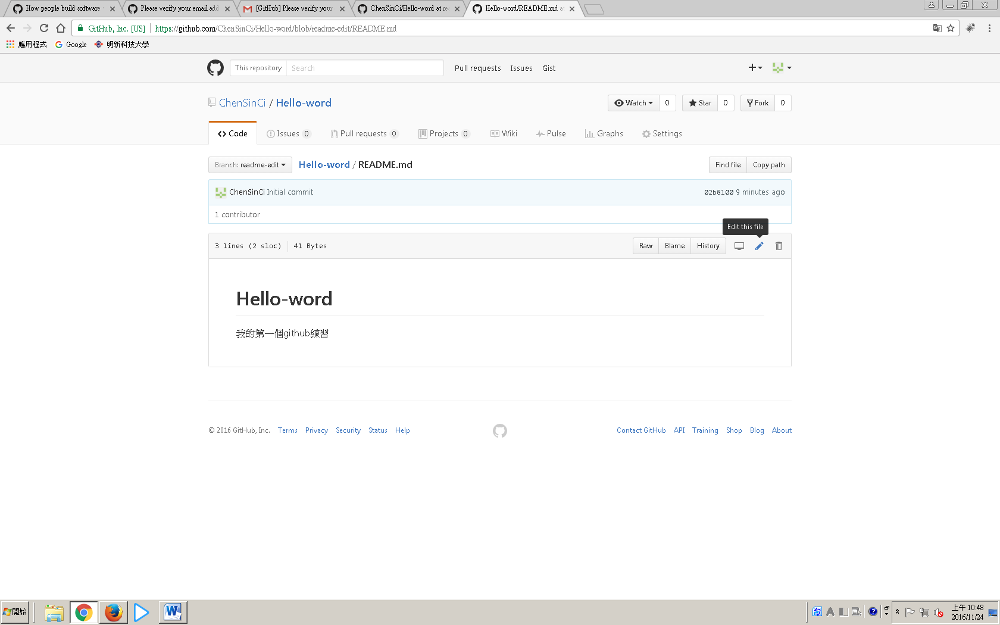 How people build software
Please verify your email add
[GitHub] Please verify your
ChenSinCi/Hello-word at re
Hello-word/README.md a
GitHub, Inc. [US] https://github.com/ChenSinCi/Hello-word/blob/readme-edit/README.md
應用程式 Google 明新科技大學
This repository Search Pull requests Issues Gist
ChenSinCi / Hello-word Watch 0 Star 0 Fork 0
Code Issues 0 Pull requests 0 Projects 0 Wiki Pulse Graphs Settings
Branch: readme-edit Hello-word / README.md Find file Copy path
ChenSinCi Initial commit 02b8100 9 minutes ago
1 contributor
Edit this file
3 lines (2 sloc) 41 Bytes Raw Blame History
Hello-word
我的第一個github練習
© 2016 GitHub, Inc. Terms Privacy Security Status Help Contact GitHub API Training Shop Blog About
開始
上午 10:48
2016/11/24